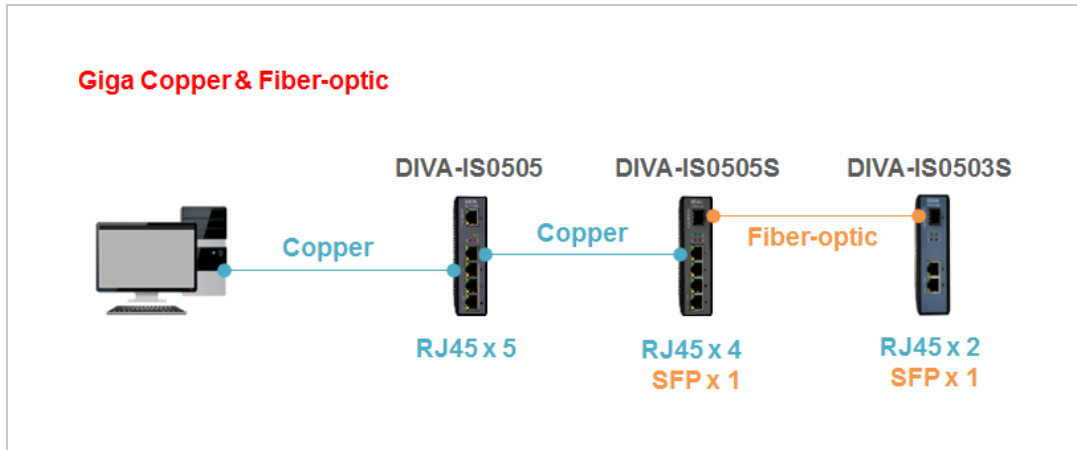 Giga Copper & Fiber-optic
DIVA-IS0505
DIVA-IS0505S
DIVA-IS0503S
Copper
Copper
Fiber-optic
RJ45 x 5
RJ45 x 4
SFP x 1
RJ45 x 2
SFP x 1